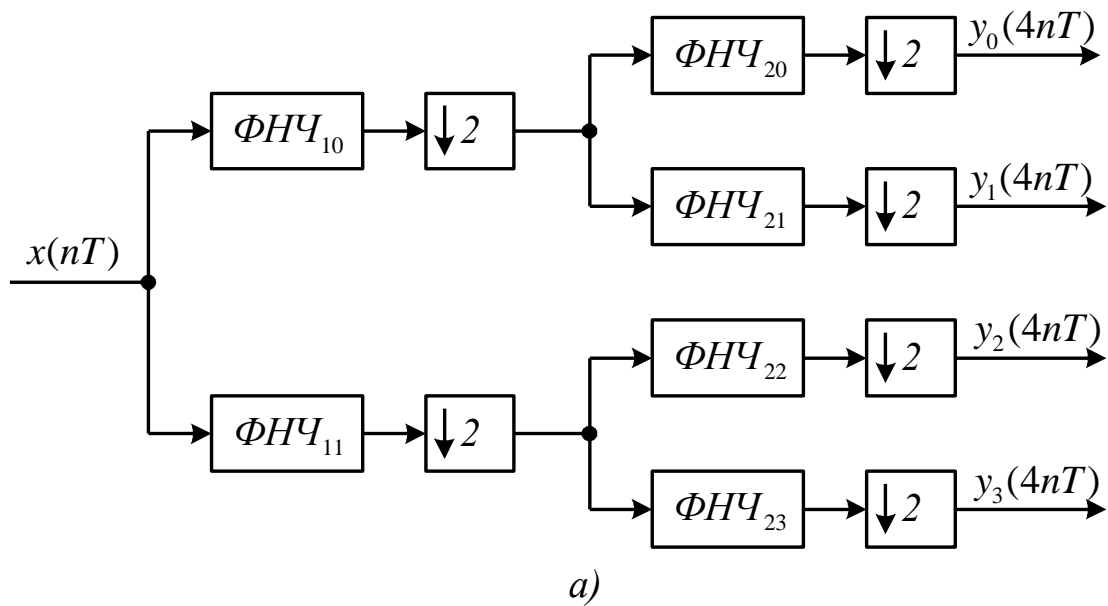 ФНЧ₂₀
↓2
y₀(4nT)
ФНЧ₁₀
↓2
ФНЧ₂₁
↓2
y₁(4nT)
x(nT)
ФНЧ₂₂
↓2
y₂(4nT)
ФНЧ₁₁
↓2
ФНЧ₂₃
↓2
y₃(4nT)
а)